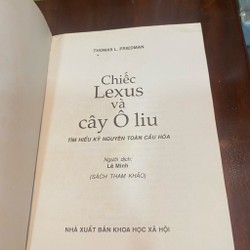 THOMAS L. FRIEDMAN
Chiếc
Lexus
và
cây Ô liu
TÌM HIỂU KỶ NGUYÊN TOÀN CẦU HÓA
Người dịch:
Lê Minh
(SÁCH THAM KHẢO)
NHÀ XUẤT BẢN KHOA HỌC XÃ HỘI